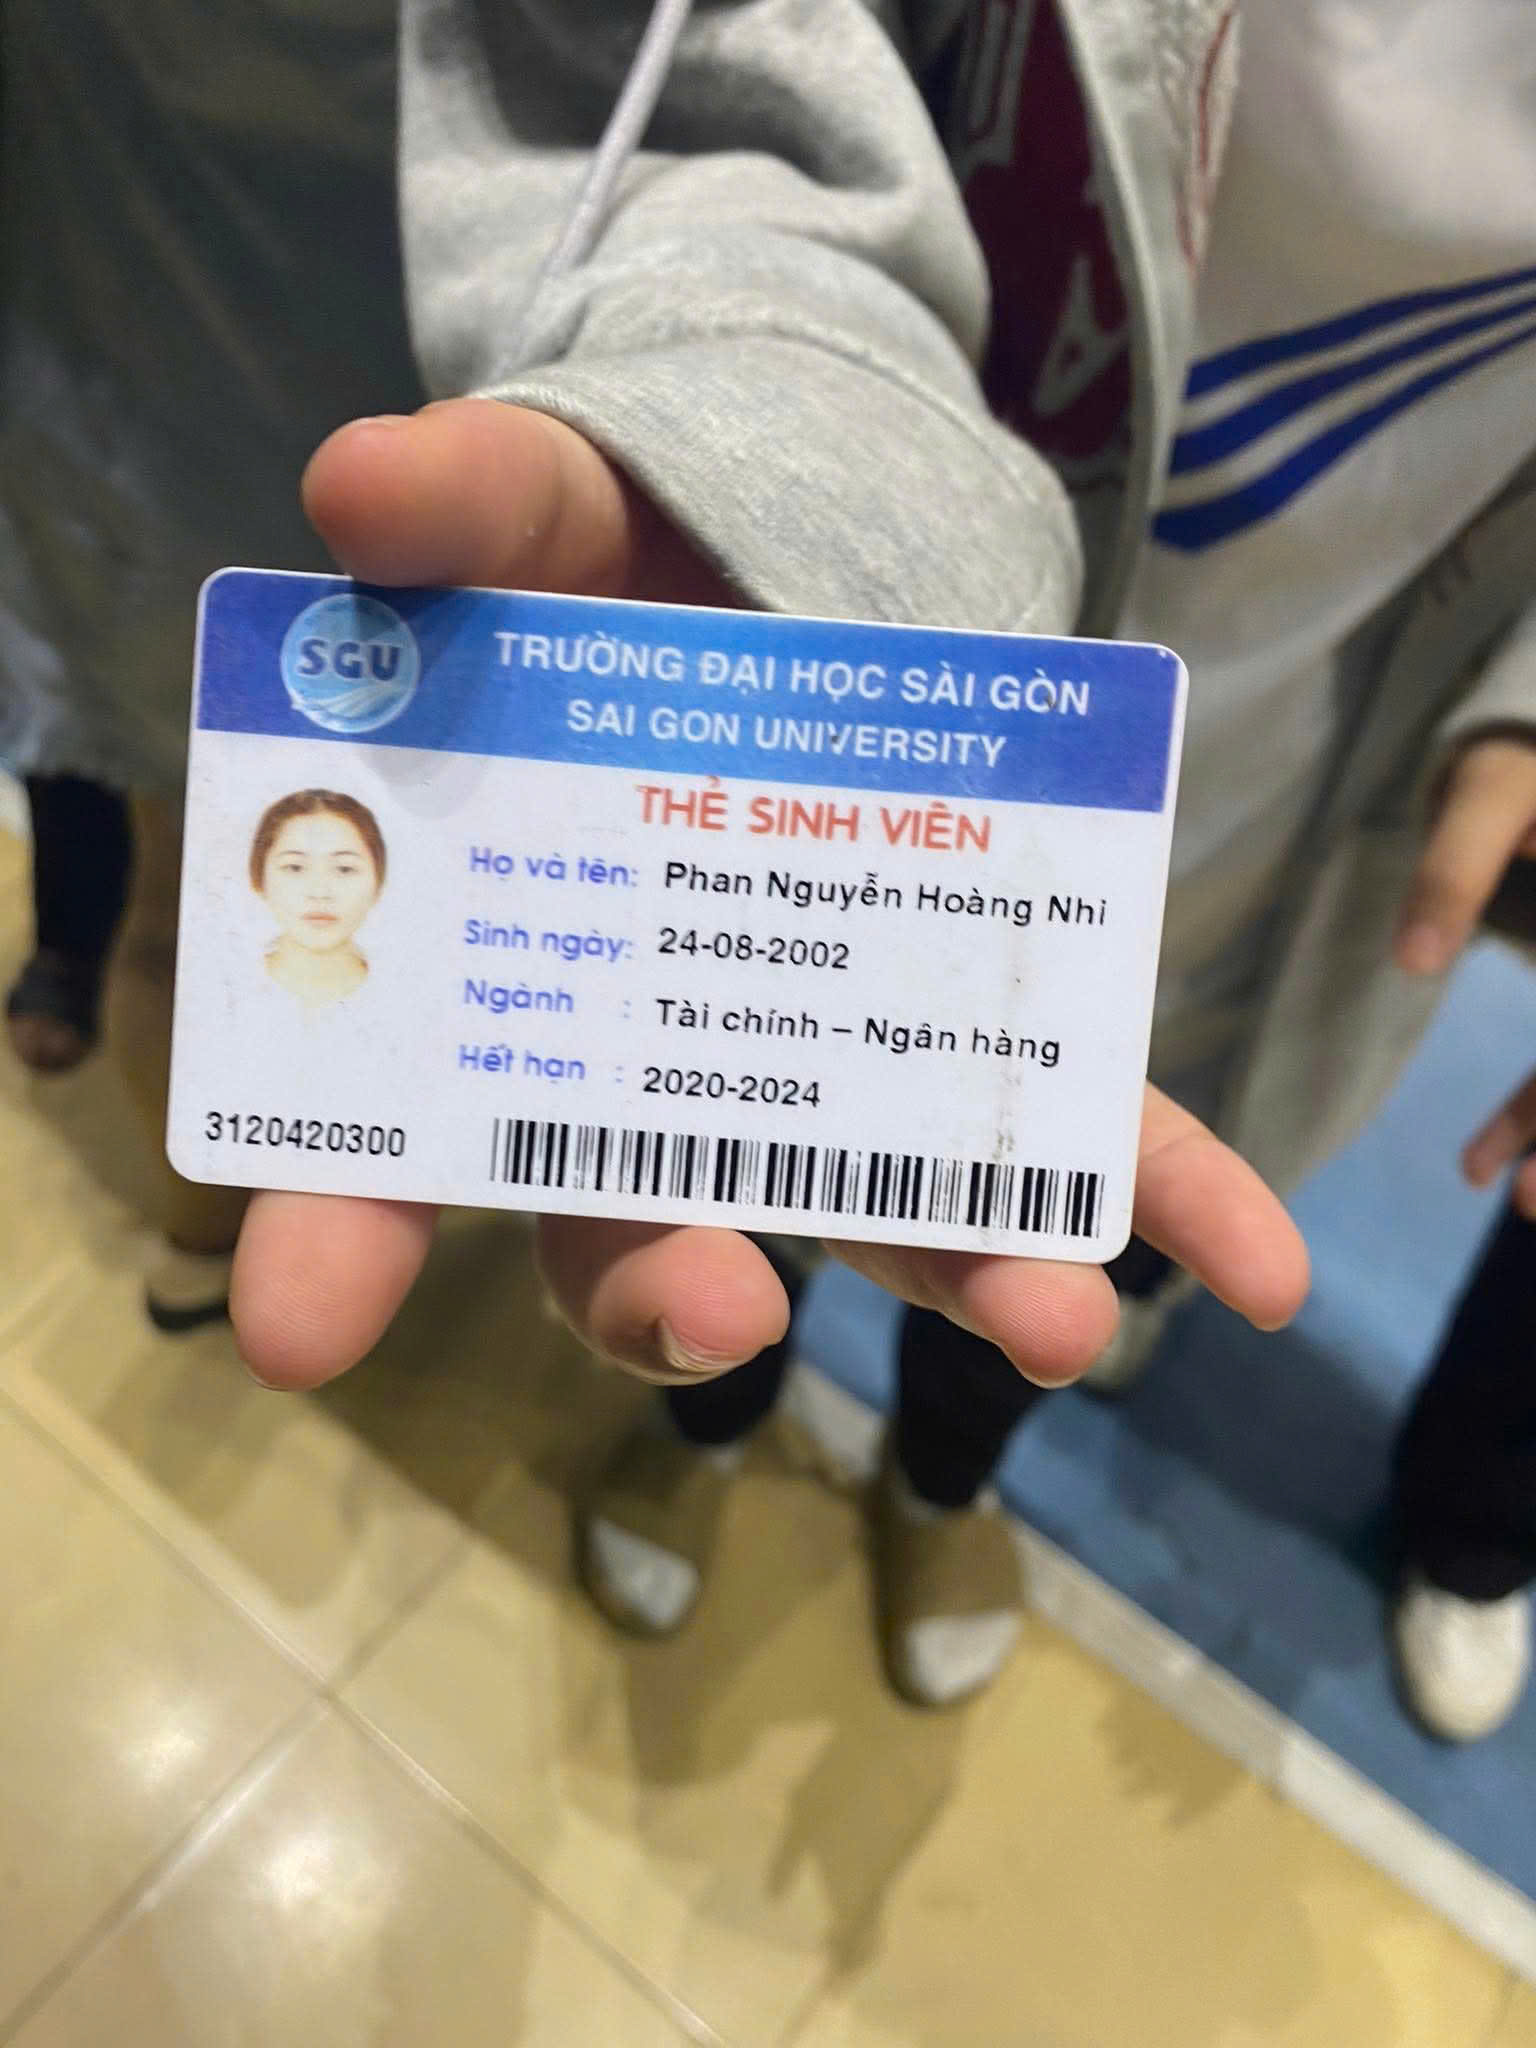 SGU
TRƯỜNG ĐẠI HỌC SÀI GÒN
SAI GON UNIVERSITY
THẺ SINH VIÊN
Họ và tên: Phan Nguyễn Hoàng Nhi
Sinh ngày: 24-08-2002
Ngành : Tài chính – Ngân hàng
Hết hạn : 2020-2024
3120420300